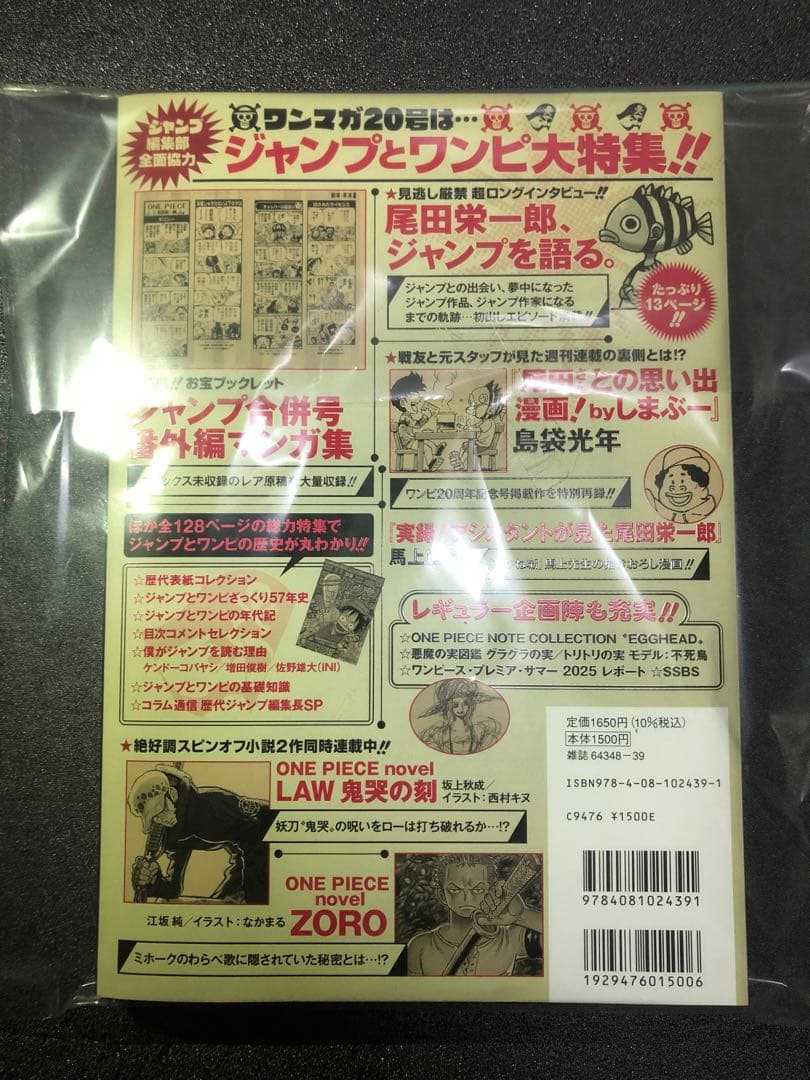 ジャンプ
編集部
全面協力
ワンマガ20号は…
ジャンプとワンピ大特集!!
ONE PIECE
★見逃し厳禁 超ロングインタビュー!!
尾田栄一郎、
ジャンプを語る。
ジャンプとの出会い、夢中になった
ジャンプ作品、ジャンプ作家になる
までの軌跡…初出しエピソード
たっぷり
13ページ
!!
!! お宝ブックレット
ジャンプ合併号
番外編マンガ集
ックス未収録のレア原稿を大量収録!!
★戦友と元スタッフが見た週刊連載の裏側とは!?
『尾田さんとの思い出
漫画!byしまぶー』
島袋光年
ワンピ20周年記念号掲載作を特別再録!!
『実録!アシスタントが見た尾田栄一郎』
馬上
馬上先生の描きおろし漫画!!
ほか全128ページの総力特集で
ジャンプとワンピの歴史が丸わかり!!
☆歴代表紙コレクション
☆ジャンプとワンピざっくり57年史
☆ジャンプとワンピの年代記
☆目次コメントセレクション
☆僕がジャンプを読む理由
ケンドーコバヤシ/増田俊樹/佐野雄大(INI)
☆ジャンプとワンピの基礎知識
☆コラム通信 歴代ジャンプ編集長SP
レギュラー企画陣も充実!!
☆ONE PIECE NOTE COLLECTION "EGGHEAD"
☆悪魔の実図鑑 グラグラの実/トリトリの実 モデル:不死鳥
☆ワンピース・プレミア・サマー 2025 レポート ☆SSBS
★絶好調スピンオフ小説2作同時連載中!!
ONE PIECE novel
LAW 鬼哭の刻
坂上秋成/
イラスト:西村キヌ
妖刀"鬼哭"の呪いをローは打ち破れるか…!?
ONE PIECE
novel
ZORO
江坂 純/イラスト:なかまる
ミホークのわらべ歌に隠されていた秘密とは…!?
定価1650円(10%税込)
本体1500円
雑誌 64348-39
ISBN978-4-08-102439-1
C9476 ¥1500E
9784081024391
1929476015006